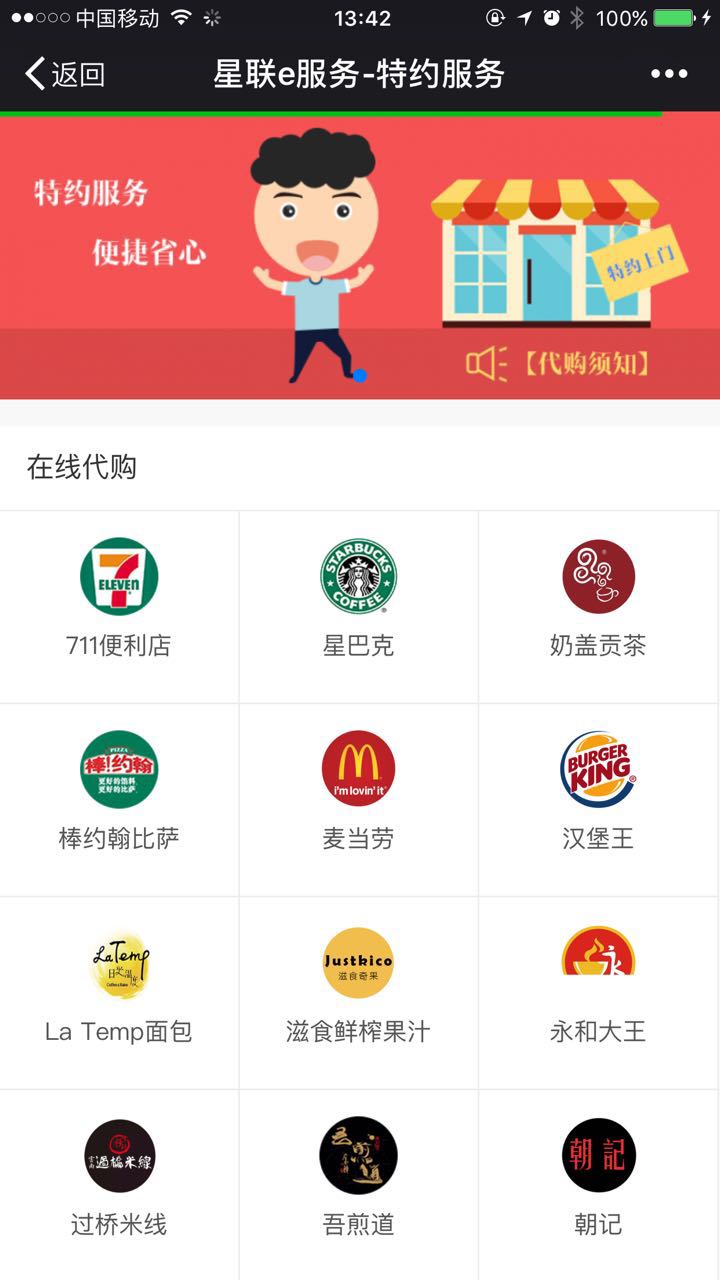 中国移动
13:42
100%
返回
星联e服务-特约服务
特约服务
便捷省心
特约上门
【代购须知】
在线代购
7
ELEVEN
STARBUCKS
COFFEE
711便利店
星巴克
奶盖贡茶
PIZZA
棒!约翰
更好的馅料
更好的比萨
i'm lovin' it
BURGER
KING
棒约翰比萨
麦当劳
汉堡王
La Temp
日光温度
Coffee & Bake
Justkico
滋食奇果
永
La Temp面包
滋食鲜榨果汁
永和大王
雲南
過橋米線
吾煎道
朝記
过桥米线
吾煎道
朝记